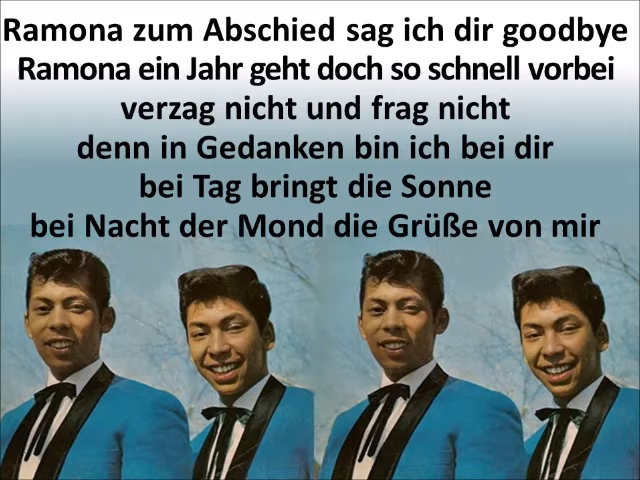 Ramona zum Abschied sag ich dir goodbye
Ramona ein Jahr geht doch so schnell vorbei
verzag nicht und frag nicht
denn in Gedanken bin ich bei dir
bei Tag bringt die Sonne
bei Nacht der Mond die Grüße von mir